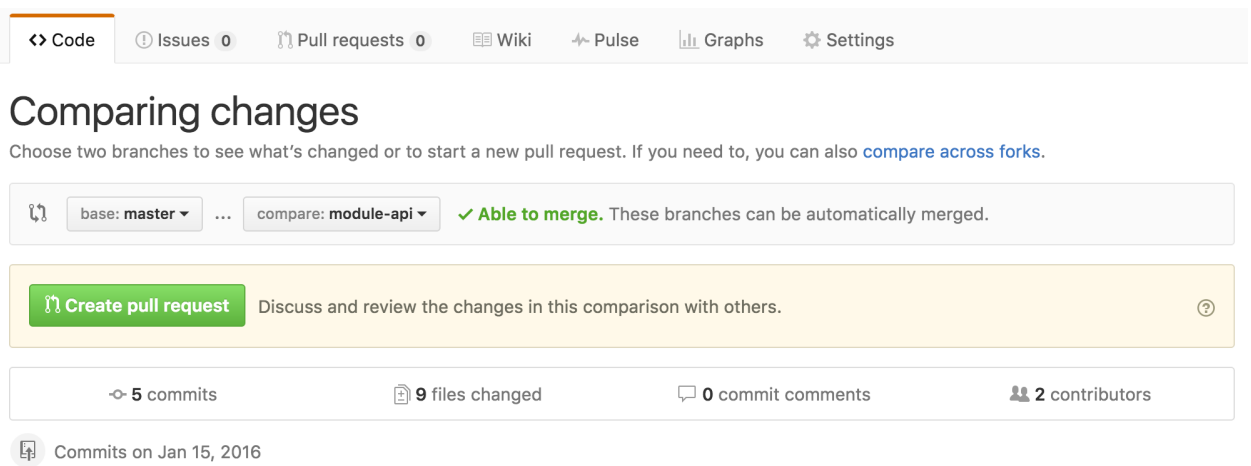 Code Issues 0 Pull requests 0 Wiki Pulse Graphs Settings
Comparing changes
Choose two branches to see what's changed or to start a new pull request. If you need to, you can also compare across forks.
base: master ... compare: module-api Able to merge. These branches can be automatically merged.
Create pull request Discuss and review the changes in this comparison with others.
5 commits 9 files changed 0 commit comments 2 contributors
Commits on Jan 15, 2016